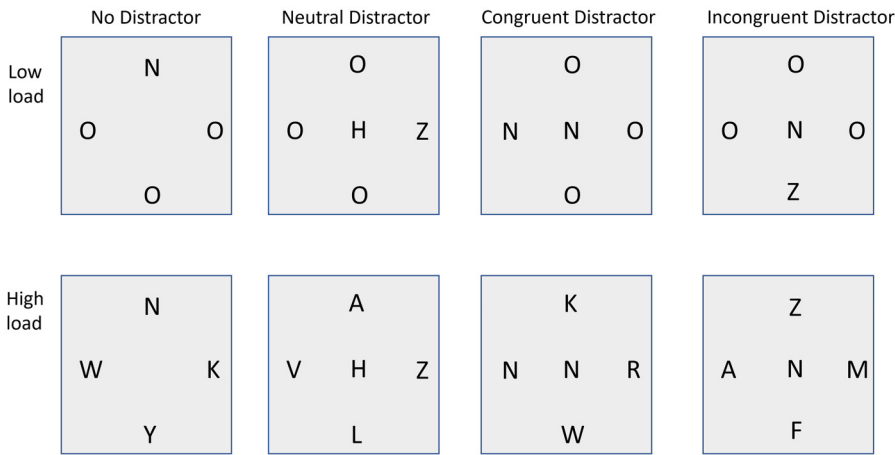 No Distractor Neutral Distractor Congruent Distractor Incongruent Distractor
Low
load
N O O O
O O O H Z N N O O N O
O O O Z
High
load
N A K Z
W K V H Z N N R A N M
Y L W F